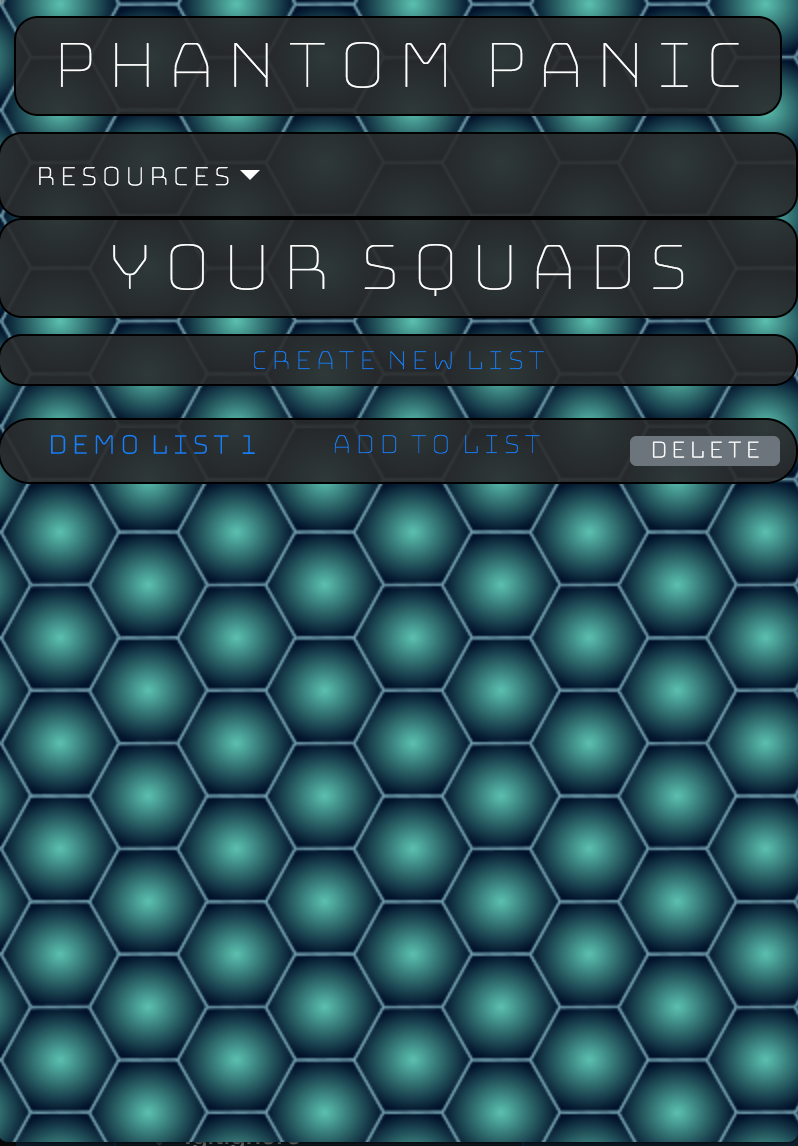 PHANTOM PANIC
RESOURCES
YOUR SQUADS
CREATE NEW LIST
DEMO LIST 1 ADD TO LIST DELETE